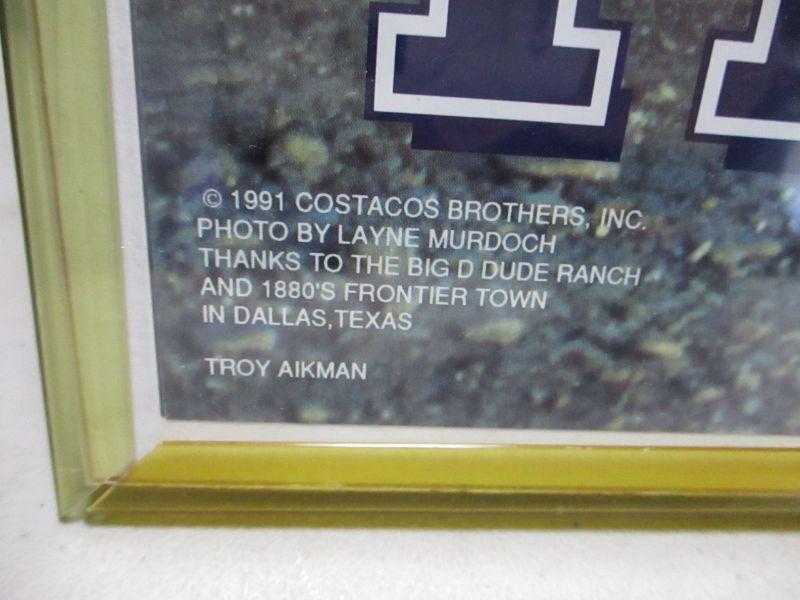 © 1991 COSTACOS BROTHERS, INC.
PHOTO BY LAYNE MURDOCH
THANKS TO THE BIG D DUDE RANCH
AND 1880'S FRONTIER TOWN
IN DALLAS, TEXAS
TROY AIKMAN